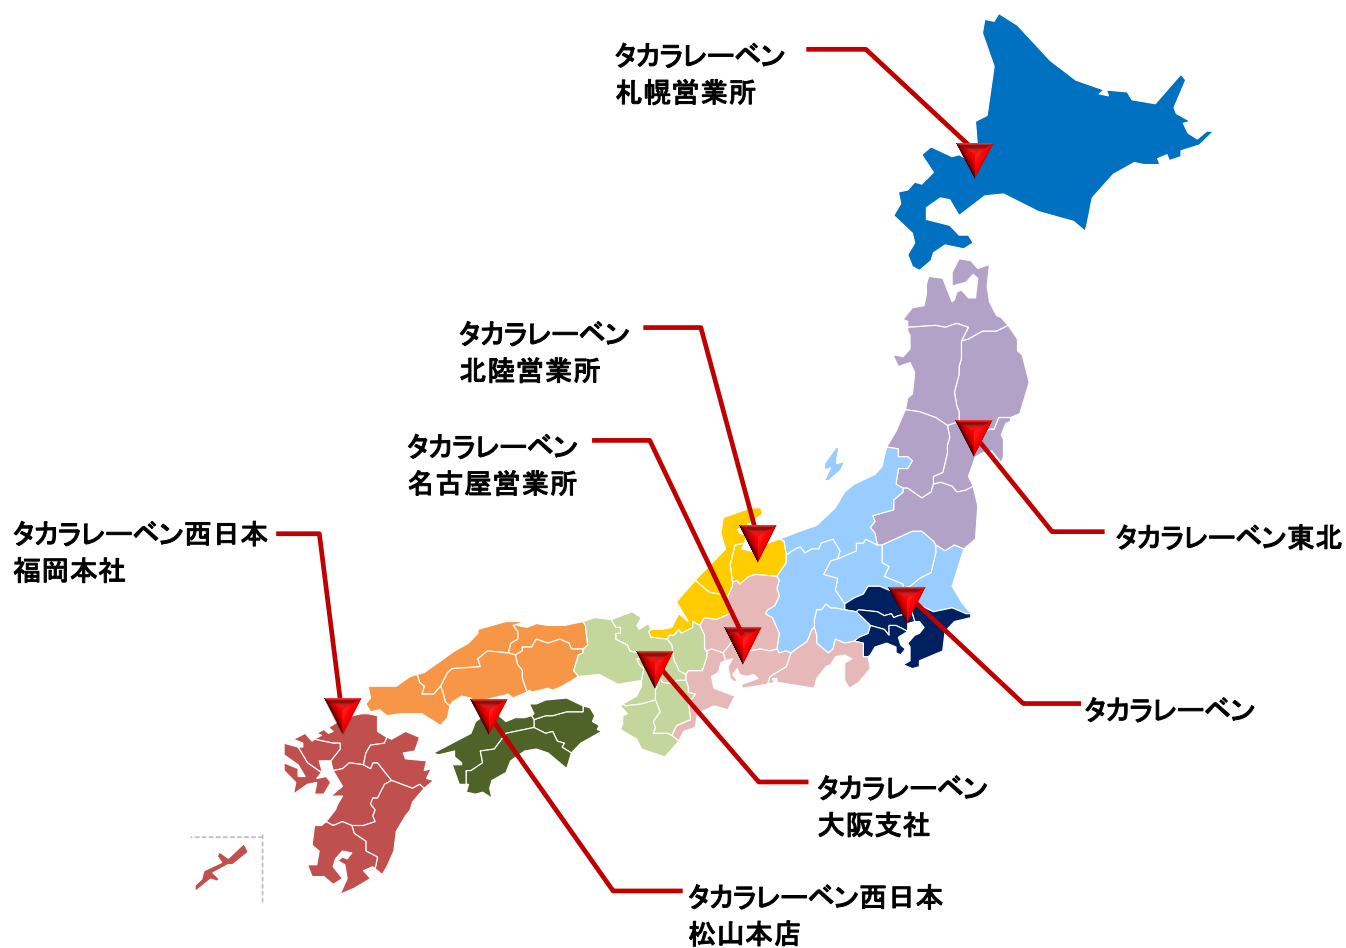 タカラレーベン
札幌営業所
タカラレーベン
北陸営業所
タカラレーベン
名古屋営業所
タカラレーベン西日本
福岡本社
タカラレーベン東北
タカラレーベン
タカラレーベン
大阪支社
タカラレーベン西日本
松山本店